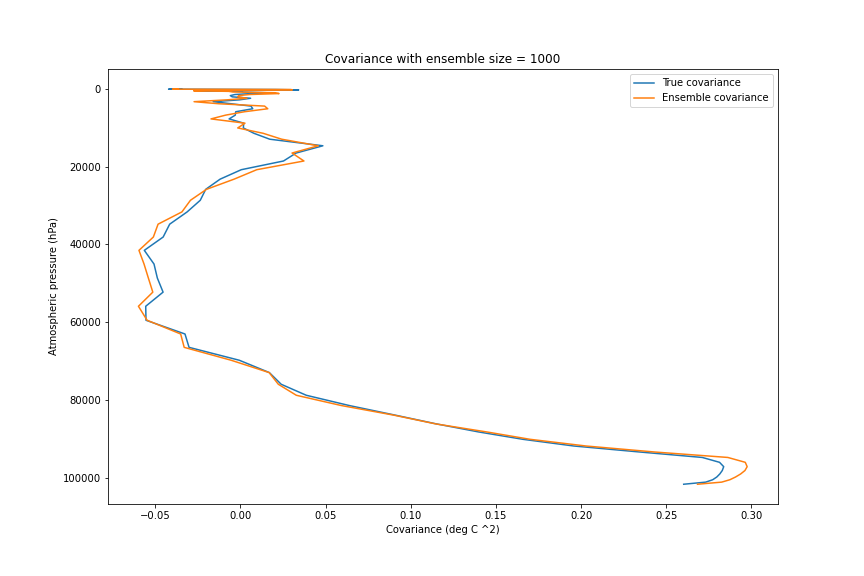 Covariance with ensemble size = 1000
True covariance
Ensemble covariance
0
20000
40000
60000
80000
100000
Atmospheric pressure (hPa)
−0.05
0.00
0.05
0.10
0.15
0.20
0.25
0.30
Covariance (deg C ^2)